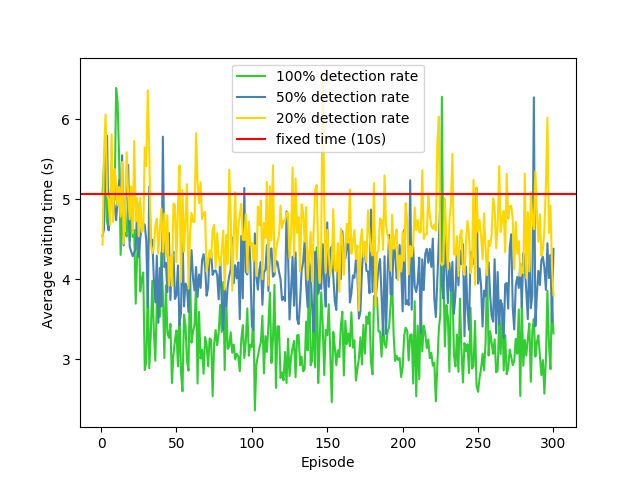 100% detection rate
50% detection rate
20% detection rate
fixed time (10s)
Average waiting time (s)
6
5
4
3
0 50 100 150 200 250 300
Episode